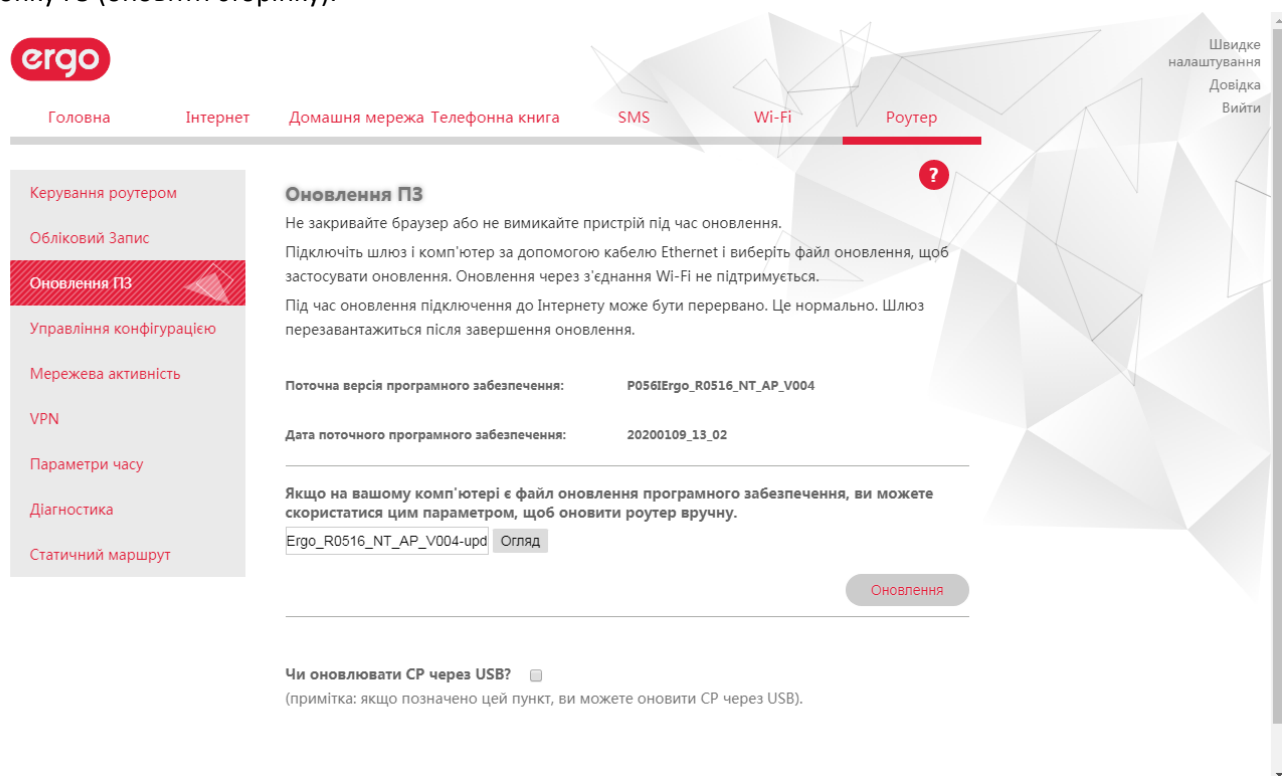 ergo
Швидке
налаштування
Довідка
Вийти
Головна Інтернет Домашня мережа Телефонна книга SMS Wi-Fi Роутер
?
Керування роутером
Обліковий Запис
Оновлення ПЗ
Управління конфігурацією
Мережева активність
VPN
Параметри часу
Діагностика
Статичний маршрут
Оновлення ПЗ
Не закривайте браузер або не вимикайте пристрій під час оновлення.
Підключіть шлюз і комп'ютер за допомогою кабелю Ethernet і виберіть файл оновлення, щоб
застосувати оновлення. Оновлення через з'єднання Wi-Fi не підтримується.
Під час оновлення підключення до Інтернету може бути перервано. Це нормально. Шлюз
перезавантажиться після завершення оновлення.
Поточна версія програмного забезпечення: P056IErgo_R0516_NT_AP_V004
Дата поточного програмного забезпечення: 20200109_13_02
Якщо на вашому комп'ютері є файл оновлення програмного забезпечення, ви можете
скористатися цим параметром, щоб оновити роутер вручну.
Ergo_R0516_NT_AP_V004-upd Огляд
Оновлення
Чи оновлювати CP через USB?
(примітка: якщо позначено цей пункт, ви можете оновити CP через USB).